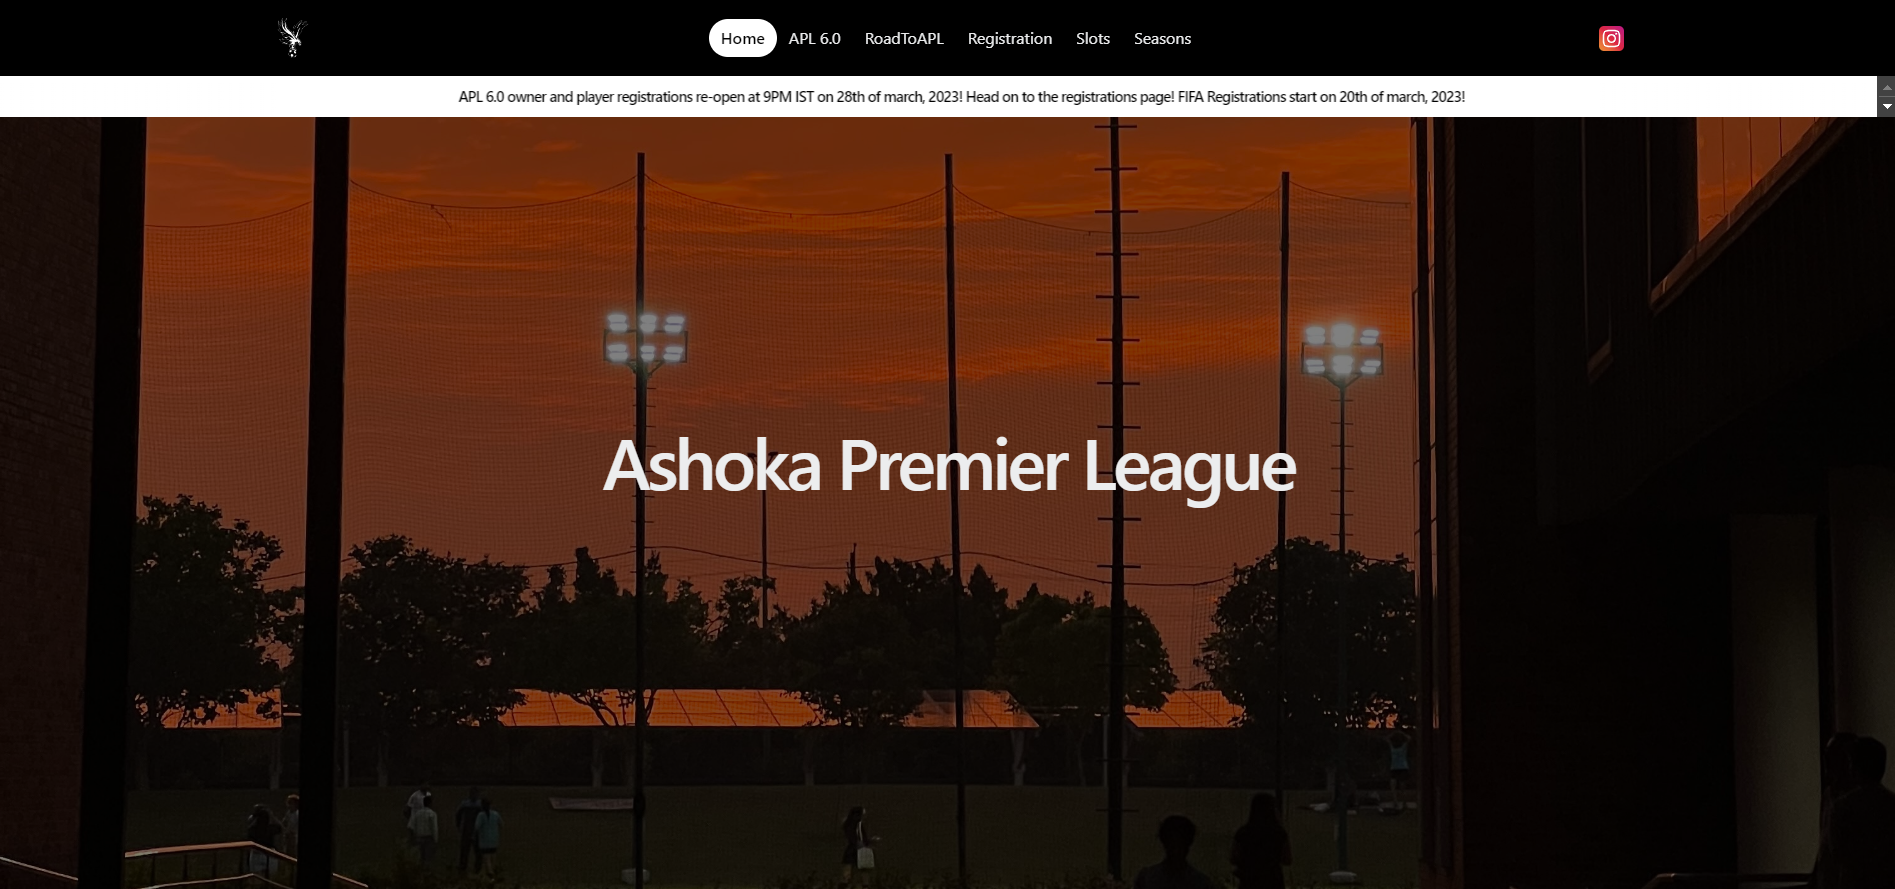 Home APL 6.0 RoadToAPL Registration Slots Seasons
APL 6.0 owner and player registrations re-open at 9PM IST on 28th of march, 2023! Head on to the registrations page! FIFA Registrations start on 20th of march, 2023!
Ashoka Premier League